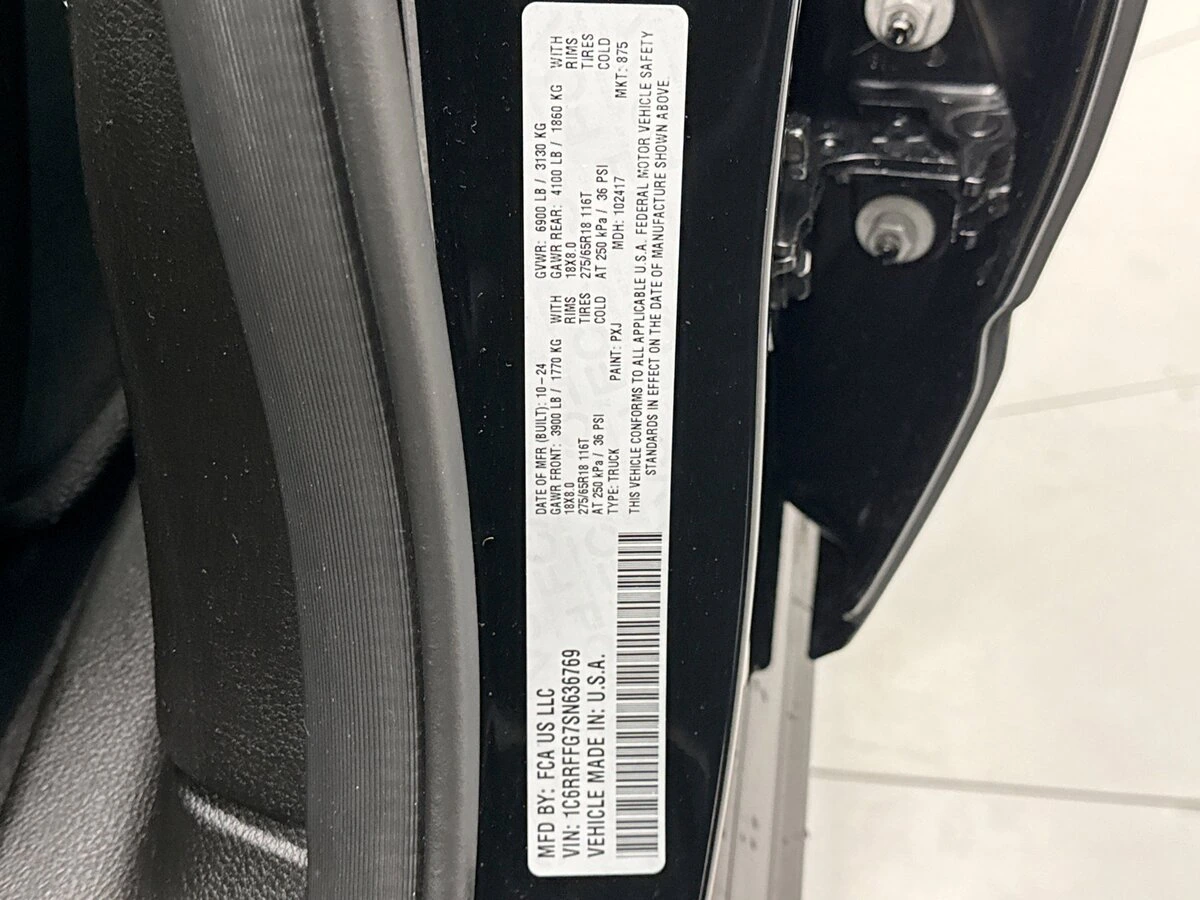 MFD BY: FCA US LLC
VIN: 1C6RRFFG7SN636769
VEHICLE MADE IN: U.S.A.
DATE OF MFR (BUILT): 10-24 GVWR: 6900 LB / 3130 KG
GAWR FRONT: 3900 LB / 1770 KG WITH GAWR REAR: 4100 LB / 1860 KG WITH
18X8.0 RIMS 18X8.0 RIMS
275/65R18 116T TIRES 275/65R18 116T TIRES
AT 250 kPa / 36 PSI COLD AT 250 kPa / 36 PSI COLD
TYPE: TRUCK PAINT: PXJ MDH: 102417 MKT: 875
THIS VEHICLE CONFORMS TO ALL APPLICABLE U.S.A. FEDERAL MOTOR VEHICLE SAFETY
STANDARDS IN EFFECT ON THE DATE OF MANUFACTURE SHOWN ABOVE.